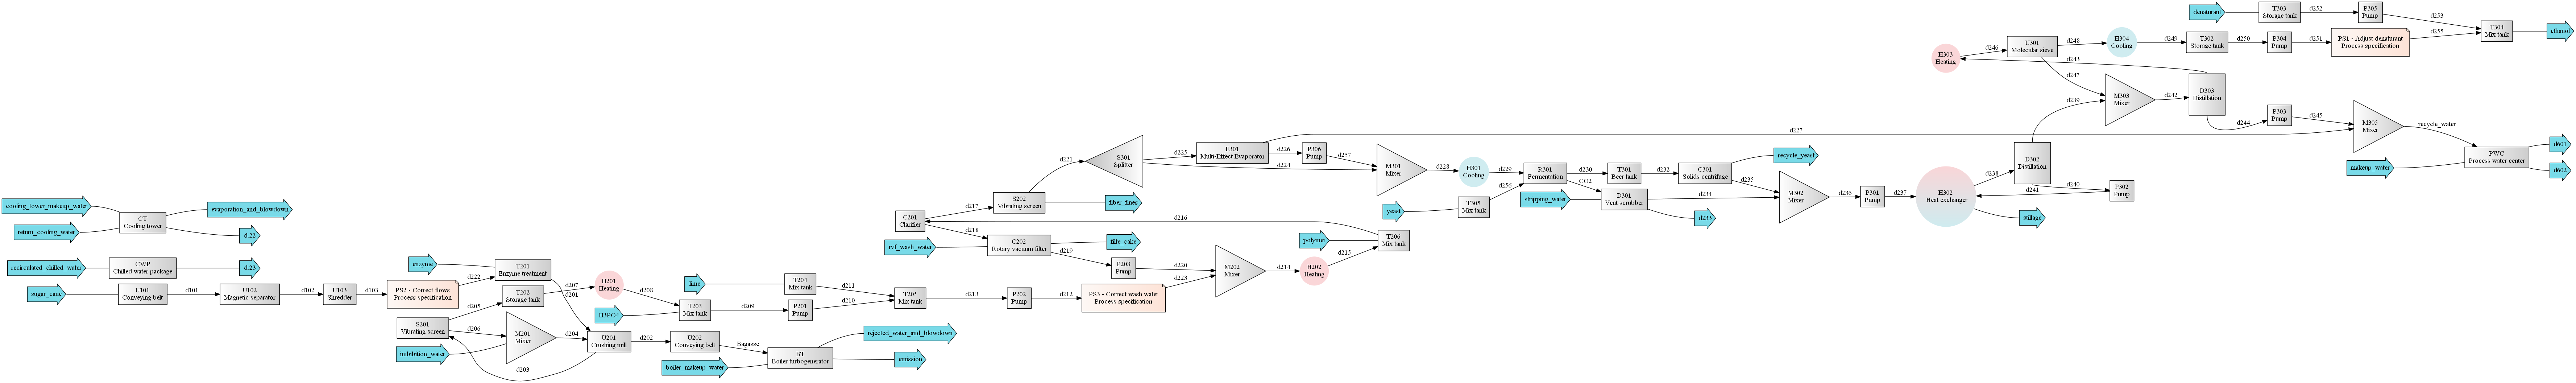 denaturant
T303
Storage tank
d252
P305
Pump
d253
T304
Mix tank
ethanol
H303
Heating
d246
U301
Molecular sieve
d248
H304
Cooling
d249
T302
Storage tank
d250
P304
Pump
d251
PS1 - Adjust denaturant
Process specification
d255
d243
d247
M303
Mixer
d242
D303
Distillation
d239
d244
P303
Pump
d245
M305
Mixer
recycle_water
makeup_water
PWC
Process water center
d601
d602
d227
S301
Splitter
d221
d225
F301
Multi-Effect Evaporator
d226
P306
Pump
d257
d224
M301
Mixer
d228
H301
Cooling
d229
R301
Fermentation
d230
T301
Beer tank
d232
C301
Solids centrifuge
recycle_yeast
d235
d256
CO2
stripping_water
D301
Vent scrubber
d234
d233
M302
Mixer
d236
P301
Pump
d237
H302
Heat exchanger
d238
D302
Distillation
d240
P302
Pump
d241
stillage
yeast
T305
Mix tank
S202
Vibrating screen
fiber_fines
d217
C201
Clarifier
d216
d218
rvf_wash_water
C202
Rotary vacuum filter
filte_cake
d219
P203
Pump
d220
d223
M202
Mixer
d214
H202
Heating
d215
polymer
T206
Mix tank
cooling_tower_makeup_water
return_cooling_water
CT
Cooling tower
evaporation_and_blowdown
d.22
recirculated_chilled_water
CWP
Chilled water package
d.23
sugar_cane
U101
Conveying belt
d101
U102
Magnetic separator
d102
U103
Shredder
d103
PS2 - Correct flows
Process specification
d222
enzyme
T201
Enzyme treatment
d201
T202
Storage tank
d207
H201
Heating
d208
d205
S201
Vibrating screen
d206
M201
Mixer
d204
imbibition_water
U201
Crushing mill
d203
d202
U202
Conveying belt
Bagasse
boiler_makeup_water
BT
Boiler turbogenerator
rejected_water_and_blowdown
emission
H3PO4
T203
Mix tank
d209
P201
Pump
d210
lime
T204
Mix tank
d211
T205
Mix tank
d213
P202
Pump
d212
PS3 - Correct wash water
Process specification